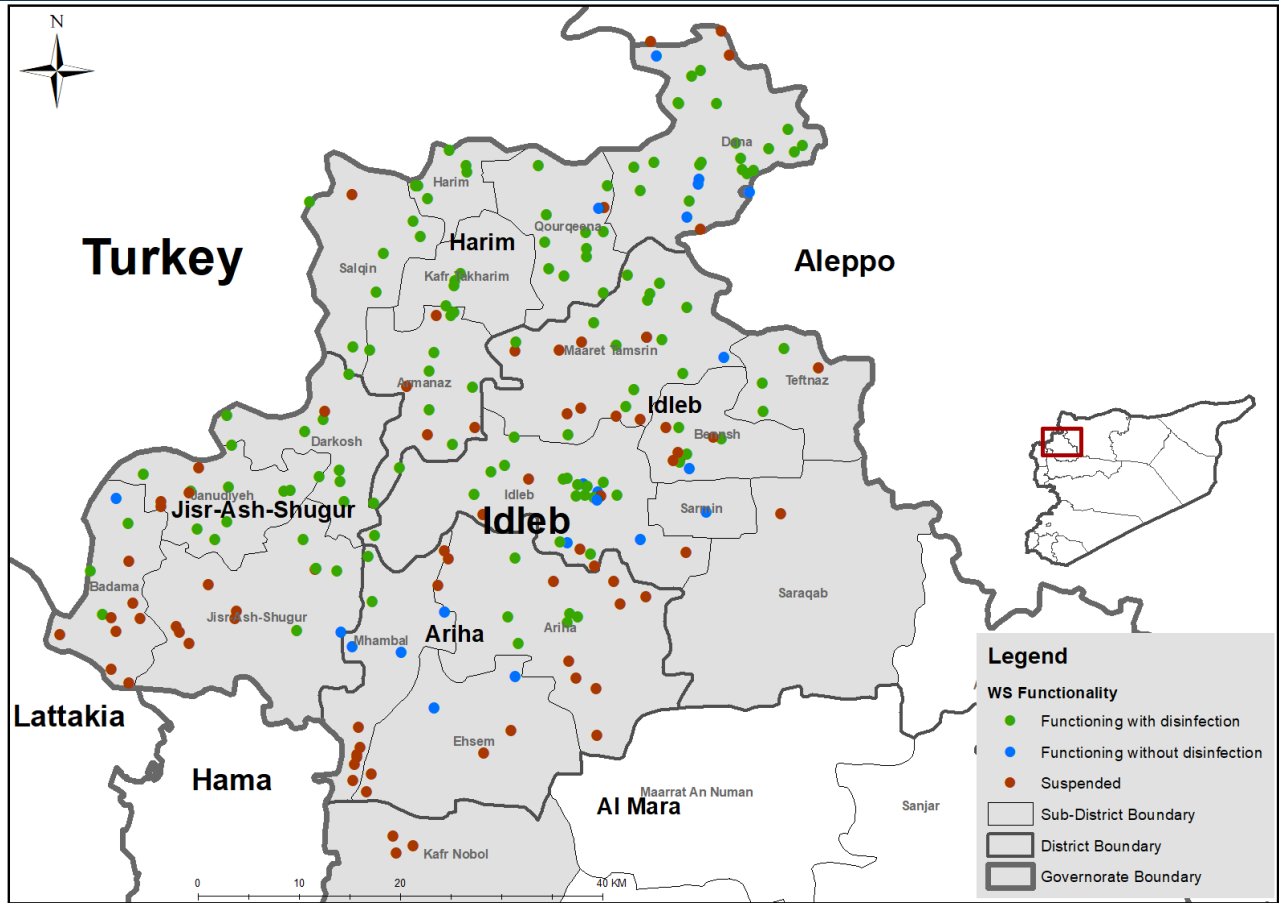 N
Dana
Harim
Qourqeena
Harim
Turkey
Aleppo
Salqin
Kafr Takharim
Maaret Tamsrin
Teftnaz
Armanaz
Idleb
Bennsh
Darkosh
Janudiyeh
Idleb
Jisr-Ash-Shugur
Sarmin
Idleb
Badama
Saraqab
Jisr-Ash-Shugur
Ariha
Ariha
Mhambal
Legend
WS Functionality
Lattakia
Functioning with disinfection
Ehsem
Functioning without disinfection
Hama
Suspended
Maarrat An Numan
Al Mara
Sanjar
Sub-District Boundary
District Boundary
Kafr Nobol
Governorate Boundary
0 10 20 40 KM